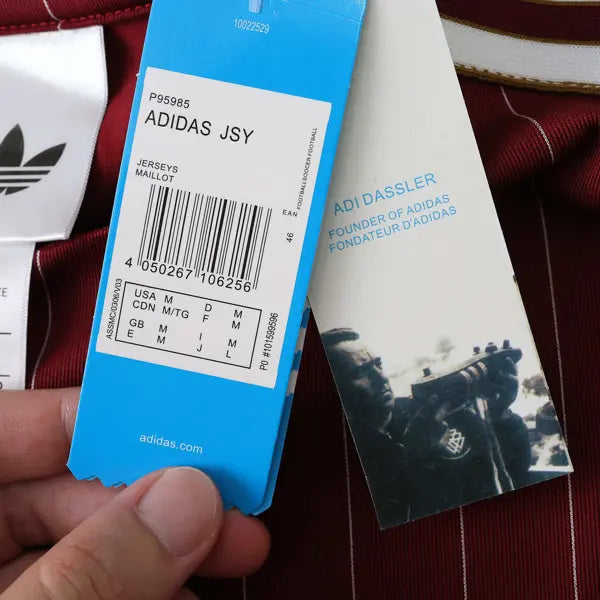 10022529
P95985
ADIDAS JSY
JERSEYS
MAILLOT
FOOTBALL/SOCCER FOOTBALL
EAN
46
4 050267 106256
USA M D M
CDN M/TG F M
GB M I M
E M J L
ASSMC/0306/V03
PO #101599596
adidas.com
ADI DASSLER
FOUNDER OF ADIDAS
FONDATEUR D'ADIDAS